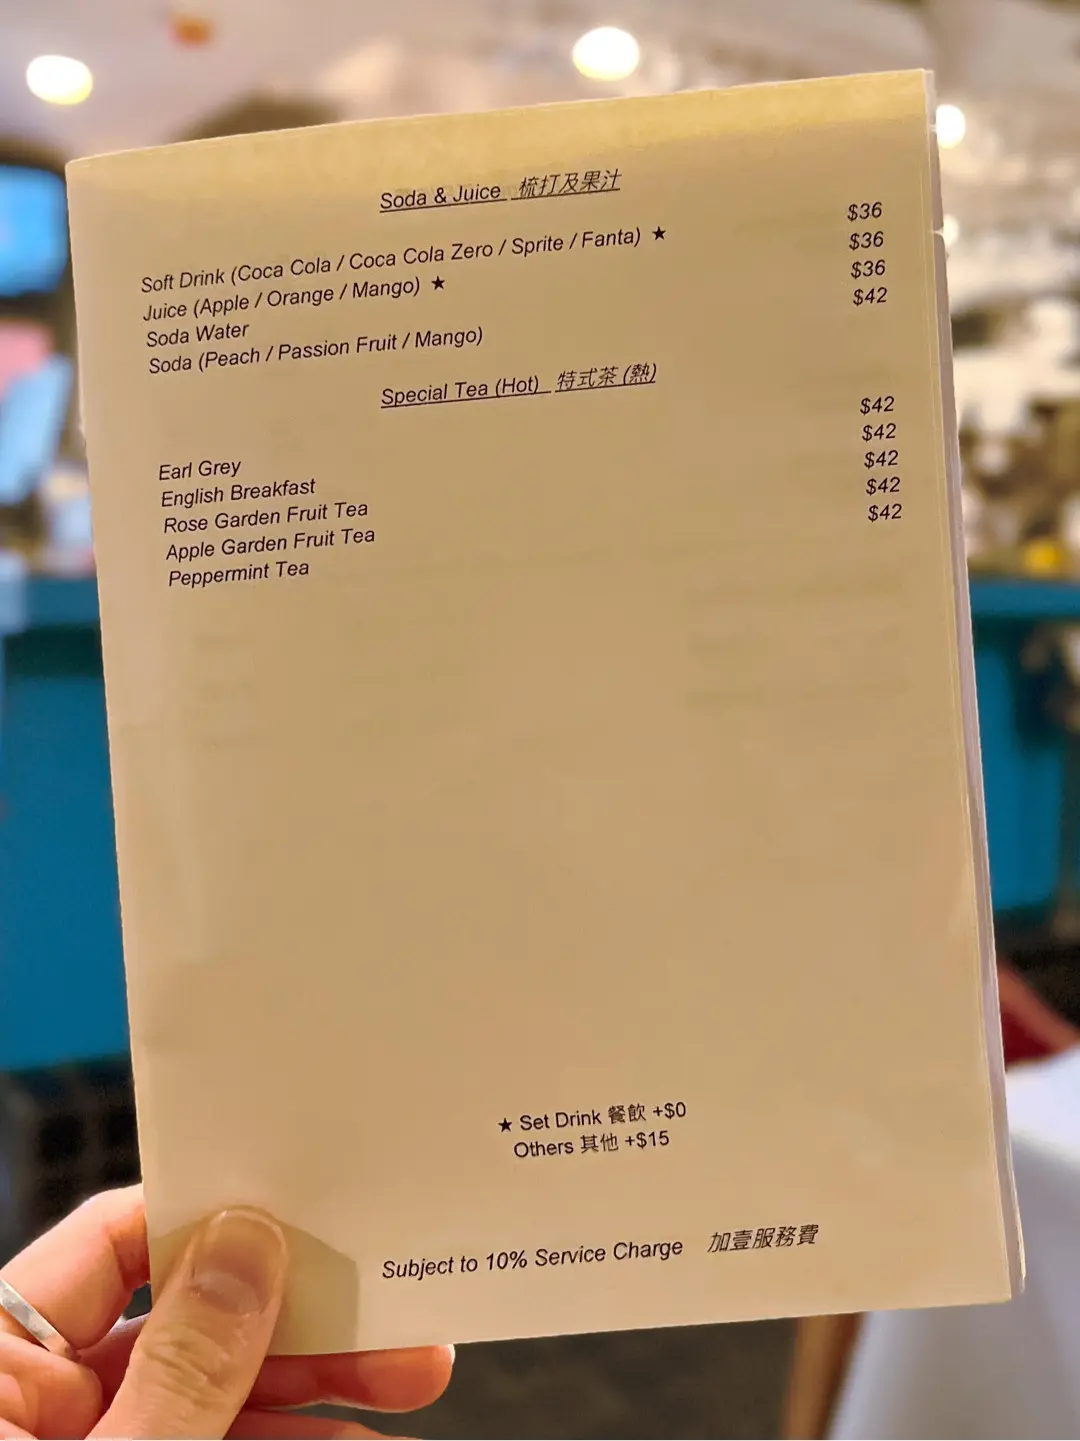 Soda & Juice 梳打及果汁
Soft Drink (Coca Cola / Coca Cola Zero / Sprite / Fanta) ★ $36
Juice (Apple / Orange / Mango) ★ $36
Soda Water $36
Soda (Peach / Passion Fruit / Mango) $42
Special Tea (Hot) 特式茶 (熱)
Earl Grey $42
English Breakfast $42
Rose Garden Fruit Tea $42
Apple Garden Fruit Tea $42
Peppermint Tea $42
★ Set Drink 餐飲 +$0
Others 其他 +$15
Subject to 10% Service Charge 加壹服務費